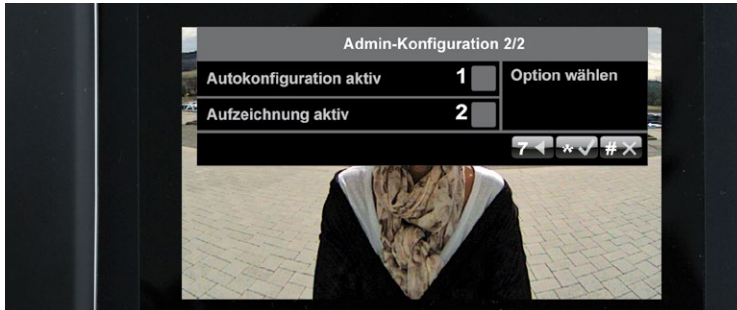 Admin-Konfiguration 2/2
Autokonfiguration aktiv 1 Option wählen
Aufzeichnung aktiv 2
7 * #